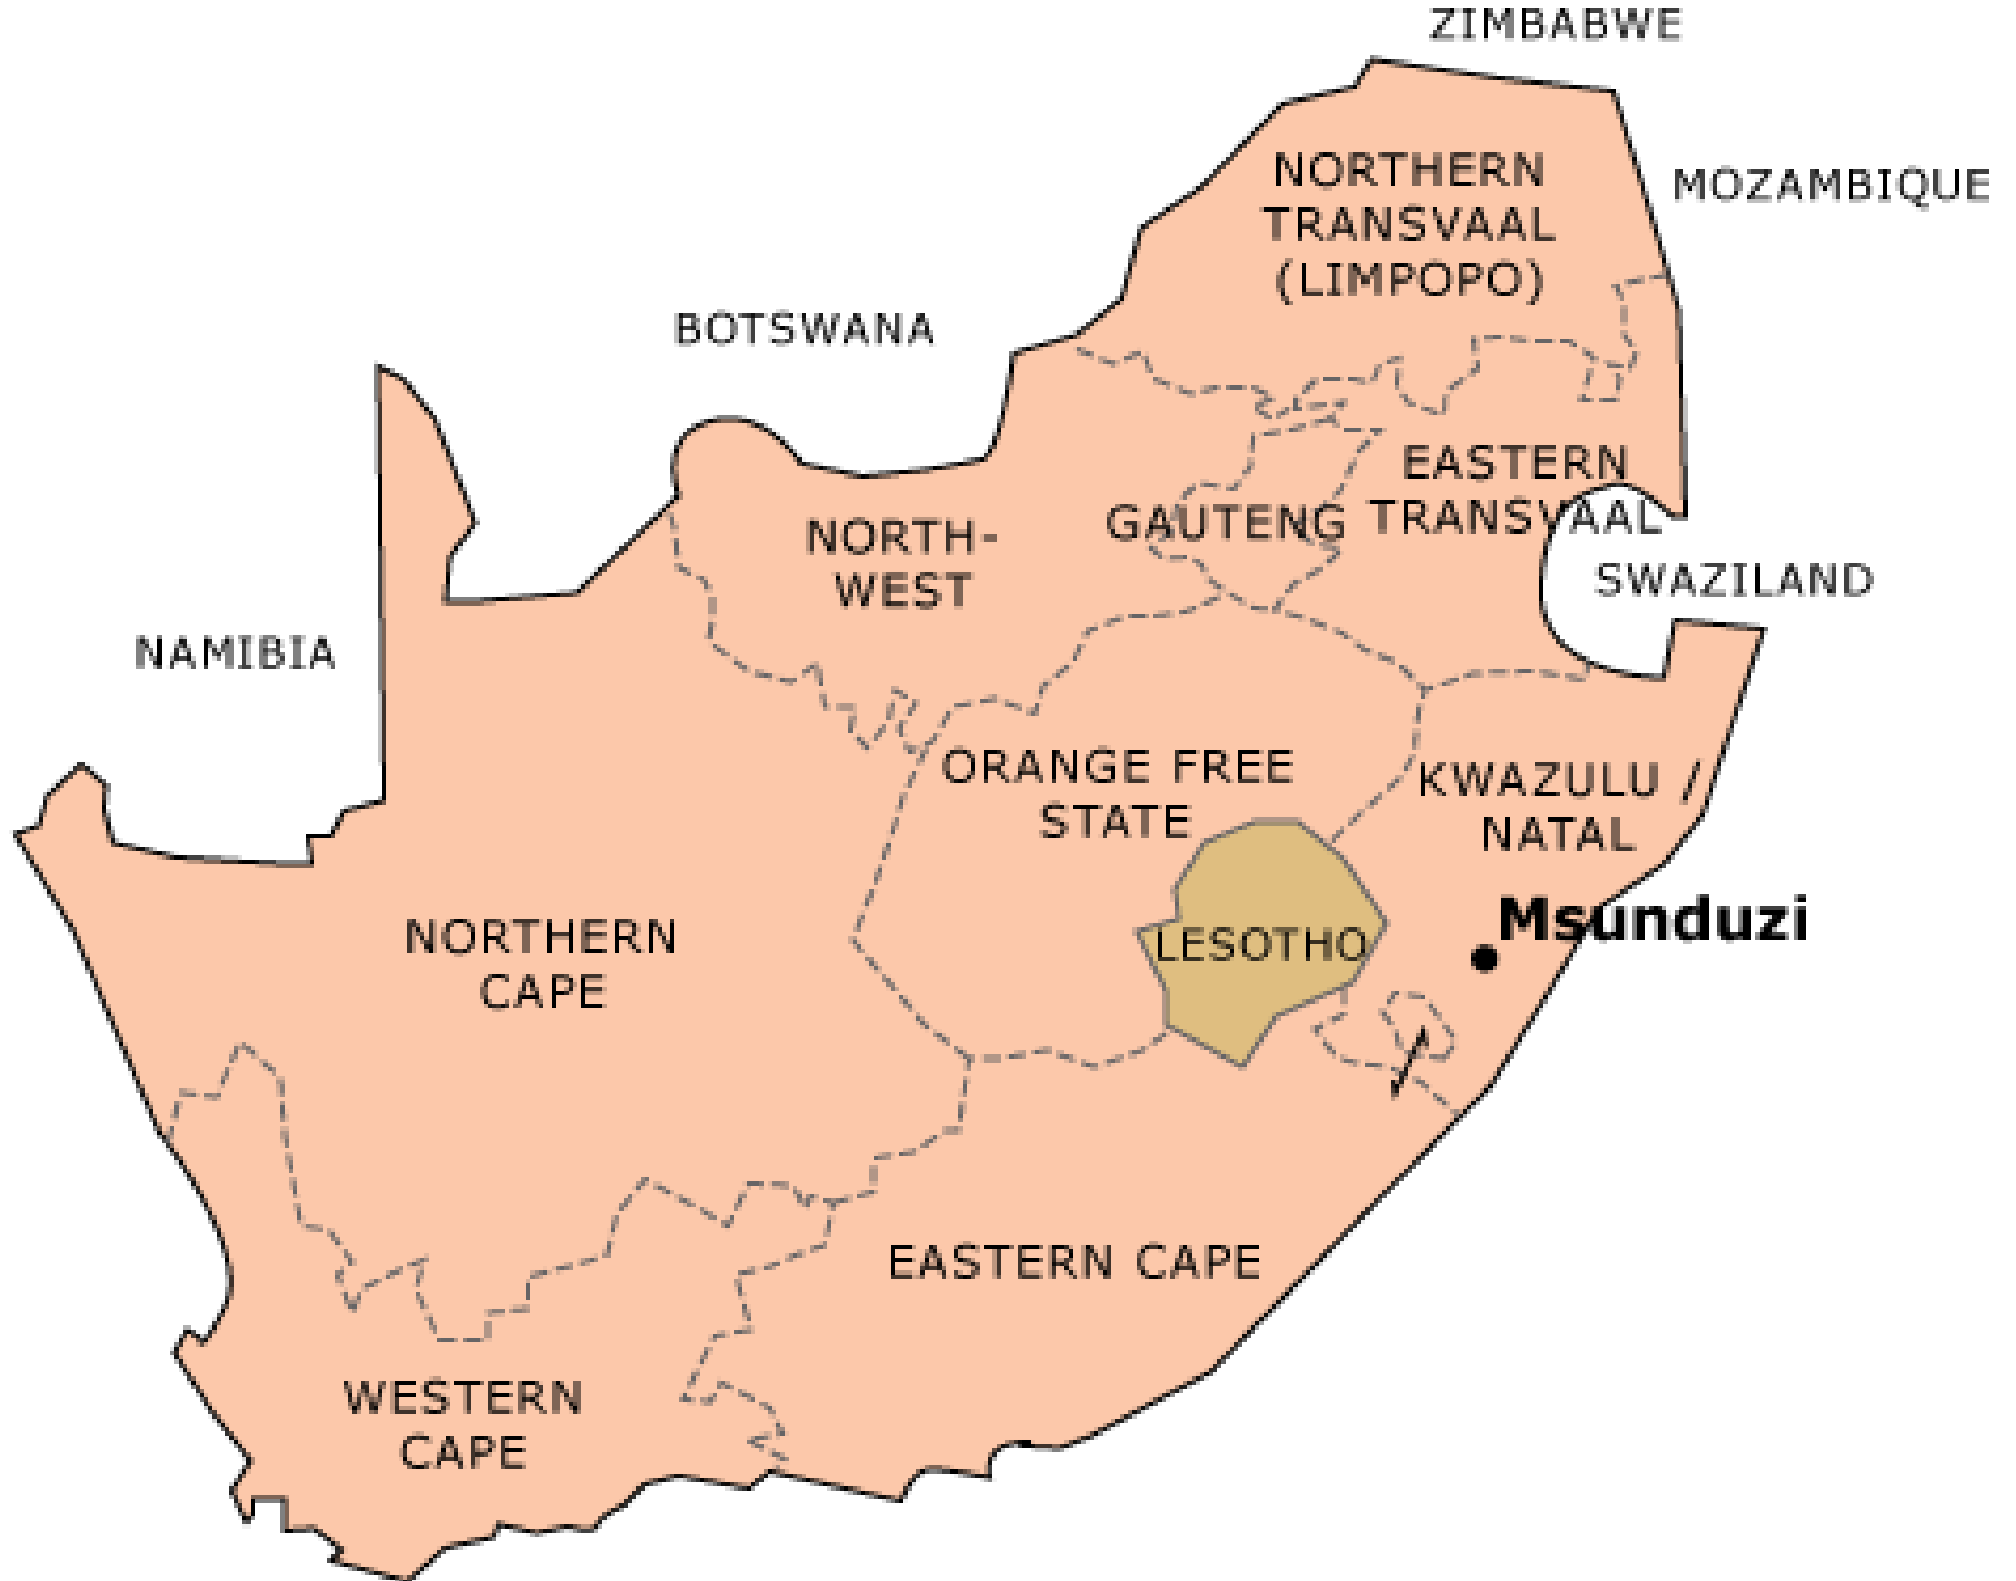 ZIMBABWE
NORTHERN
TRANSVAAL
(LIMPOPO)
MOZAMBIQUE
BOTSWANA
EASTERN
TRANSVAAL
GAUTENG
NORTH-
WEST
SWAZILAND
NAMIBIA
ORANGE FREE
STATE
KWAZULU /
NATAL
Msunduzi
LESOTHO
NORTHERN
CAPE
EASTERN CAPE
WESTERN
CAPE